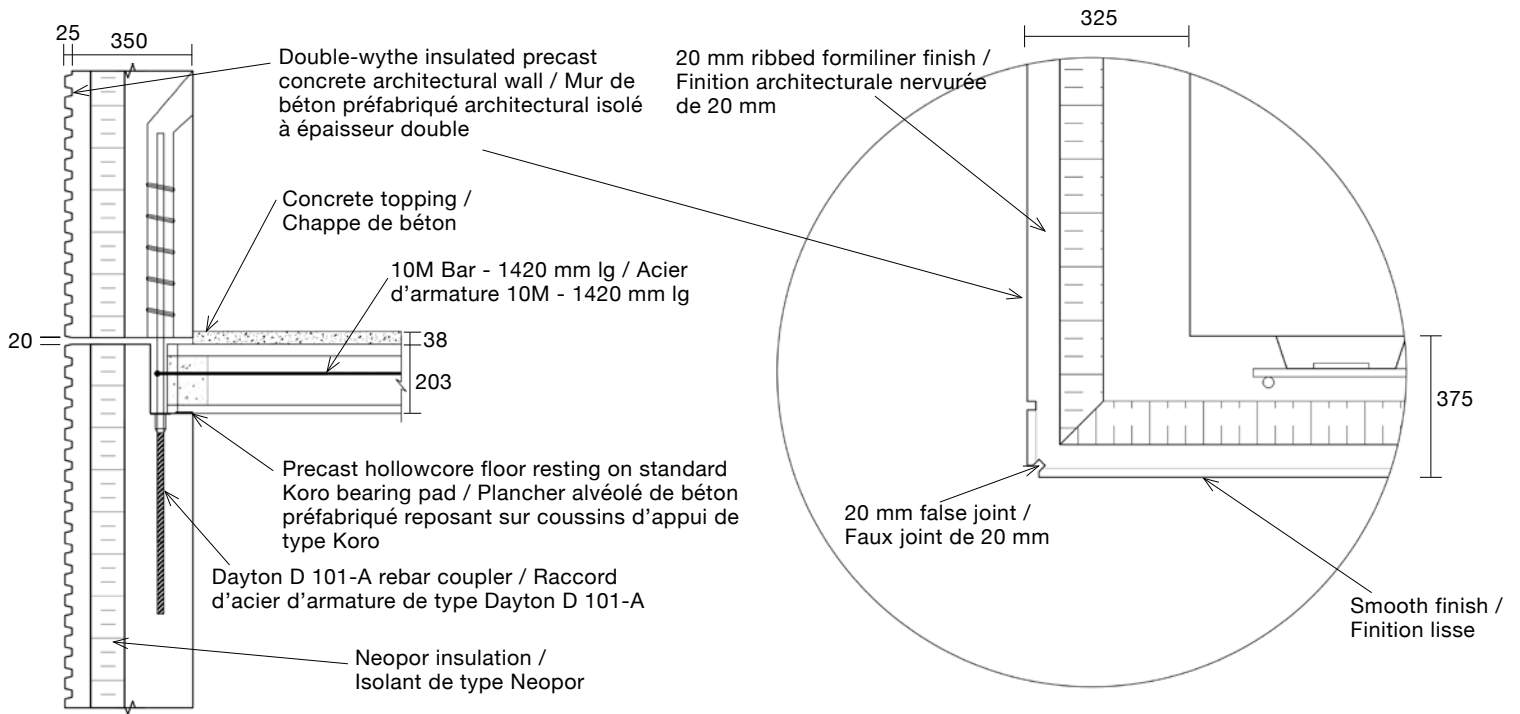 25
350
Double-wythe insulated precast
concrete architectural wall / Mur de
béton préfabriqué architectural isolé
à épaisseur double
Concrete topping /
Chappe de béton
10M Bar - 1420 mm lg / Acier
d'armature 10M - 1420 mm lg
20
38
203
Precast hollowcore floor resting on standard
Koro bearing pad / Plancher alvéolé de béton
préfabriqué reposant sur coussins d'appui de
type Koro
Dayton D 101-A rebar coupler / Raccord
d'acier d'armature de type Dayton D 101-A
Neopor insulation /
Isolant de type Neopor
325
20 mm ribbed formiliner finish /
Finition architecturale nervurée
de 20 mm
375
20 mm false joint /
Faux joint de 20 mm
Smooth finish /
Finition lisse